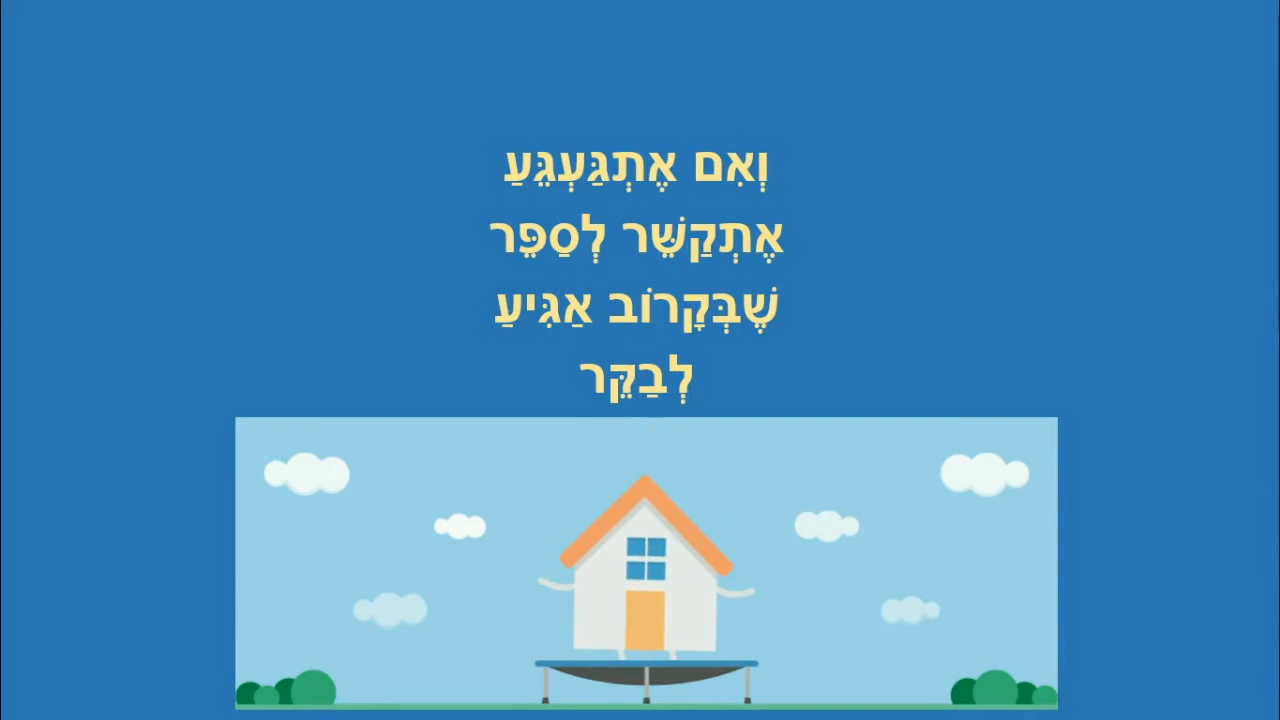 וְאִם אֶתְגַּעְגֵּעַ
אֶתְקַשֵּׁר לְסַפֵּר
שֶׁבְּקָרוֹב אַגִּיעַ
לְבַקֵּר